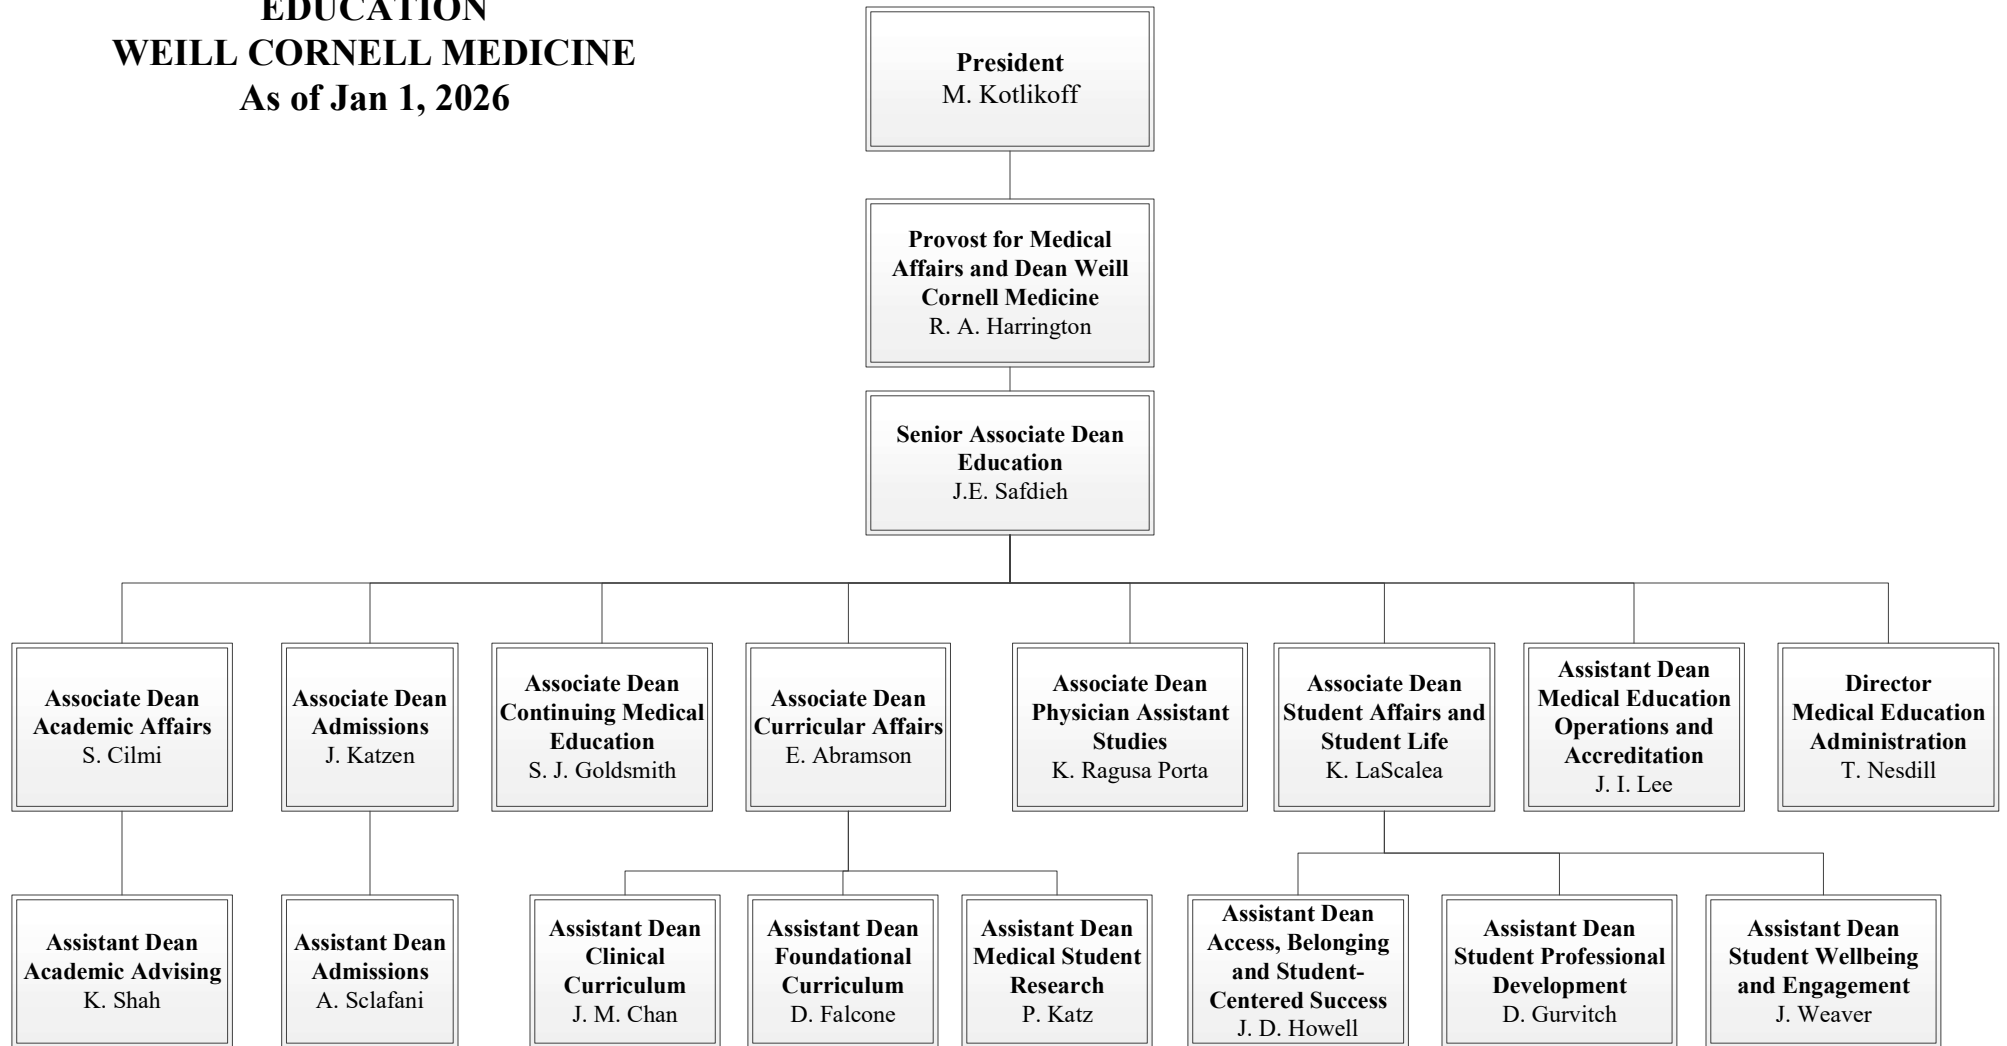 EDUCATION
WEILL CORNELL MEDICINE
As of Jan 1, 2026
President
M. Kotlikoff
Provost for Medical
Affairs and Dean Weill
Cornell Medicine
R. A. Harrington
Senior Associate Dean
Education
J.E. Safdieh
Associate Dean
Academic Affairs
S. Cilmi
Associate Dean
Admissions
J. Katzen
Associate Dean
Continuing Medical
Education
S. J. Goldsmith
Associate Dean
Curricular Affairs
E. Abramson
Associate Dean
Physician Assistant
Studies
K. Ragusa Porta
Associate Dean
Student Affairs and
Student Life
K. LaScalea
Assistant Dean
Medical Education
Operations and
Accreditation
J. I. Lee
Director
Medical Education
Administration
T. Nesdill
Assistant Dean
Academic Advising
K. Shah
Assistant Dean
Admissions
A. Sclafani
Assistant Dean
Clinical
Curriculum
J. M. Chan
Assistant Dean
Foundational
Curriculum
D. Falcone
Assistant Dean
Medical Student
Research
P. Katz
Assistant Dean
Access, Belonging
and Student-
Centered Success
J. D. Howell
Assistant Dean
Student Professional
Development
D. Gurvitch
Assistant Dean
Student Wellbeing
and Engagement
J. Weaver